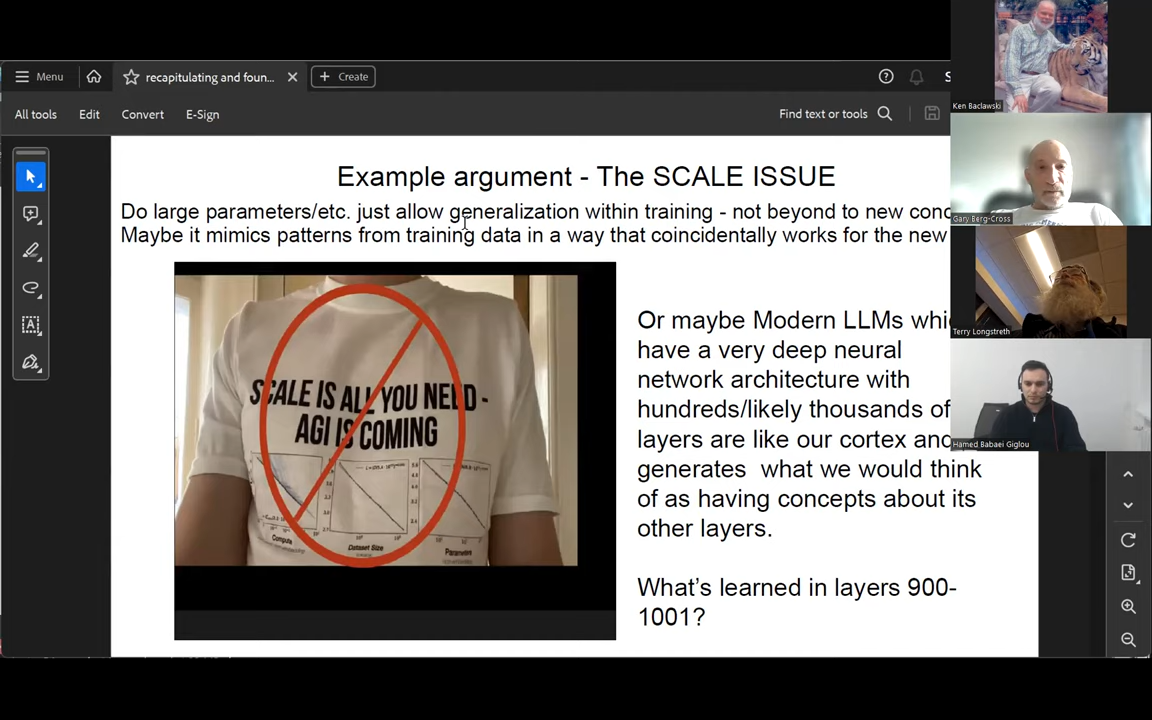 Menu
recapitulating and foun...
Create
All tools
Edit
Convert
E-Sign
Find text or tools
Example argument - The SCALE ISSUE
Do large parameters/etc. just allow generalization within training - not beyond to new conc
Maybe it mimics patterns from training data in a way that coincidentally works for the new
SCALE IS ALL YOU NEED -
AGI IS COMING
Compute
Dataset Size
Parameters
Or maybe Modern LLMs whic
have a very deep neural
network architecture with
hundreds/likely thousands of
layers are like our cortex and
generates what we would think
of as having concepts about its
other layers.
What's learned in layers 900-
1001?
Ken Baclawski
Gary Berg-Cross
Terry Longstreth
Hamed Babaei Giglou